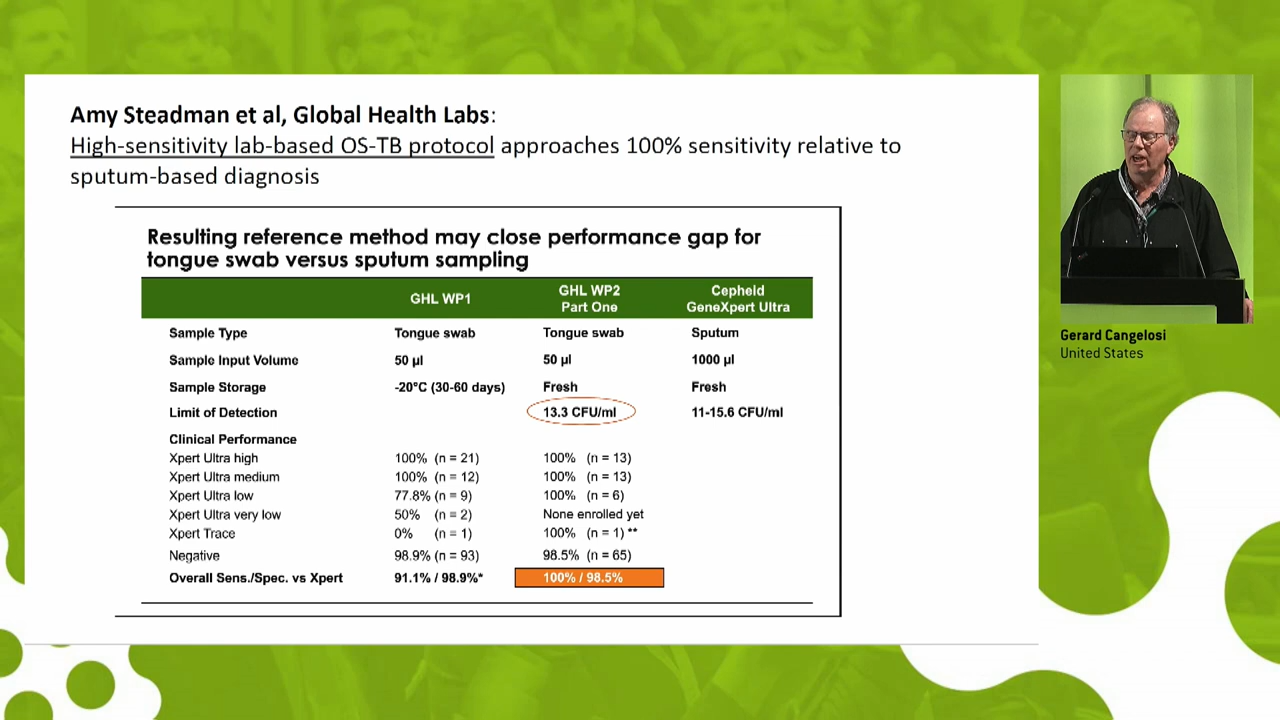 Amy Steadman et al, Global Health Labs:
High-sensitivity lab-based OS-TB protocol approaches 100% sensitivity relative to
sputum-based diagnosis
Resulting reference method may close performance gap for
tongue swab versus sputum sampling
GHL WP1 GHL WP2 Part One Cepheld GeneXpert Ultra
Sample Type Tongue swab Tongue swab Sputum
Sample Input Volume 50 µl 50 µl 1000 µl
Sample Storage -20°C (30-60 days) Fresh Fresh
Limit of Detection 13.3 CFU/ml 11-15.6 CFU/ml
Clinical Performance
Xpert Ultra high 100% (n = 21) 100% (n = 13)
Xpert Ultra medium 100% (n = 12) 100% (n = 13)
Xpert Ultra low 77.8% (n = 9) 100% (n = 6)
Xpert Ultra very low 50% (n = 2) None enrolled yet
Xpert Trace 0% (n = 1) 100% (n = 1) **
Negative 98.9% (n = 93) 98.5% (n = 65)
Overall Sens./Spec. vs Xpert 91.1% / 98.9%* 100% / 98.5%
Gerard Cangelosi
United States